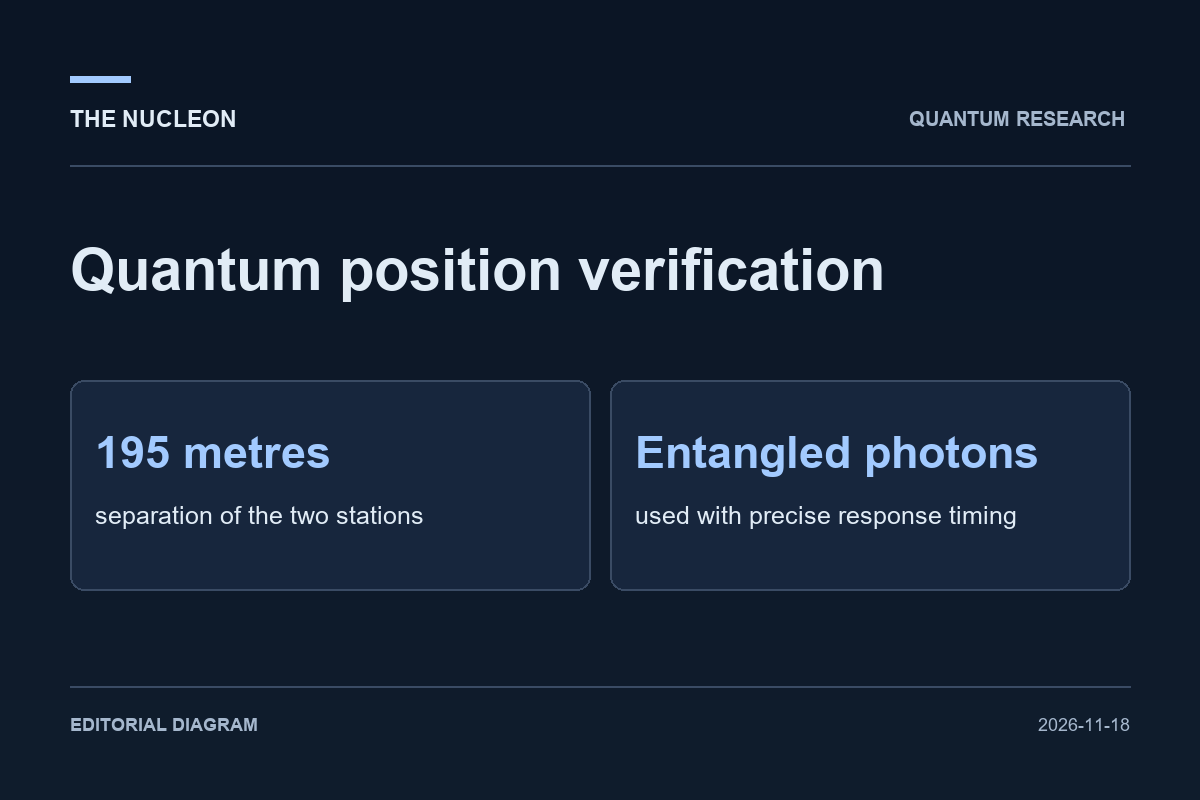 THE NUCLEON
QUANTUM RESEARCH
Quantum position verification
195 metres
separation of the two stations
Entangled photons
used with precise response timing
EDITORIAL DIAGRAM
2026-11-18